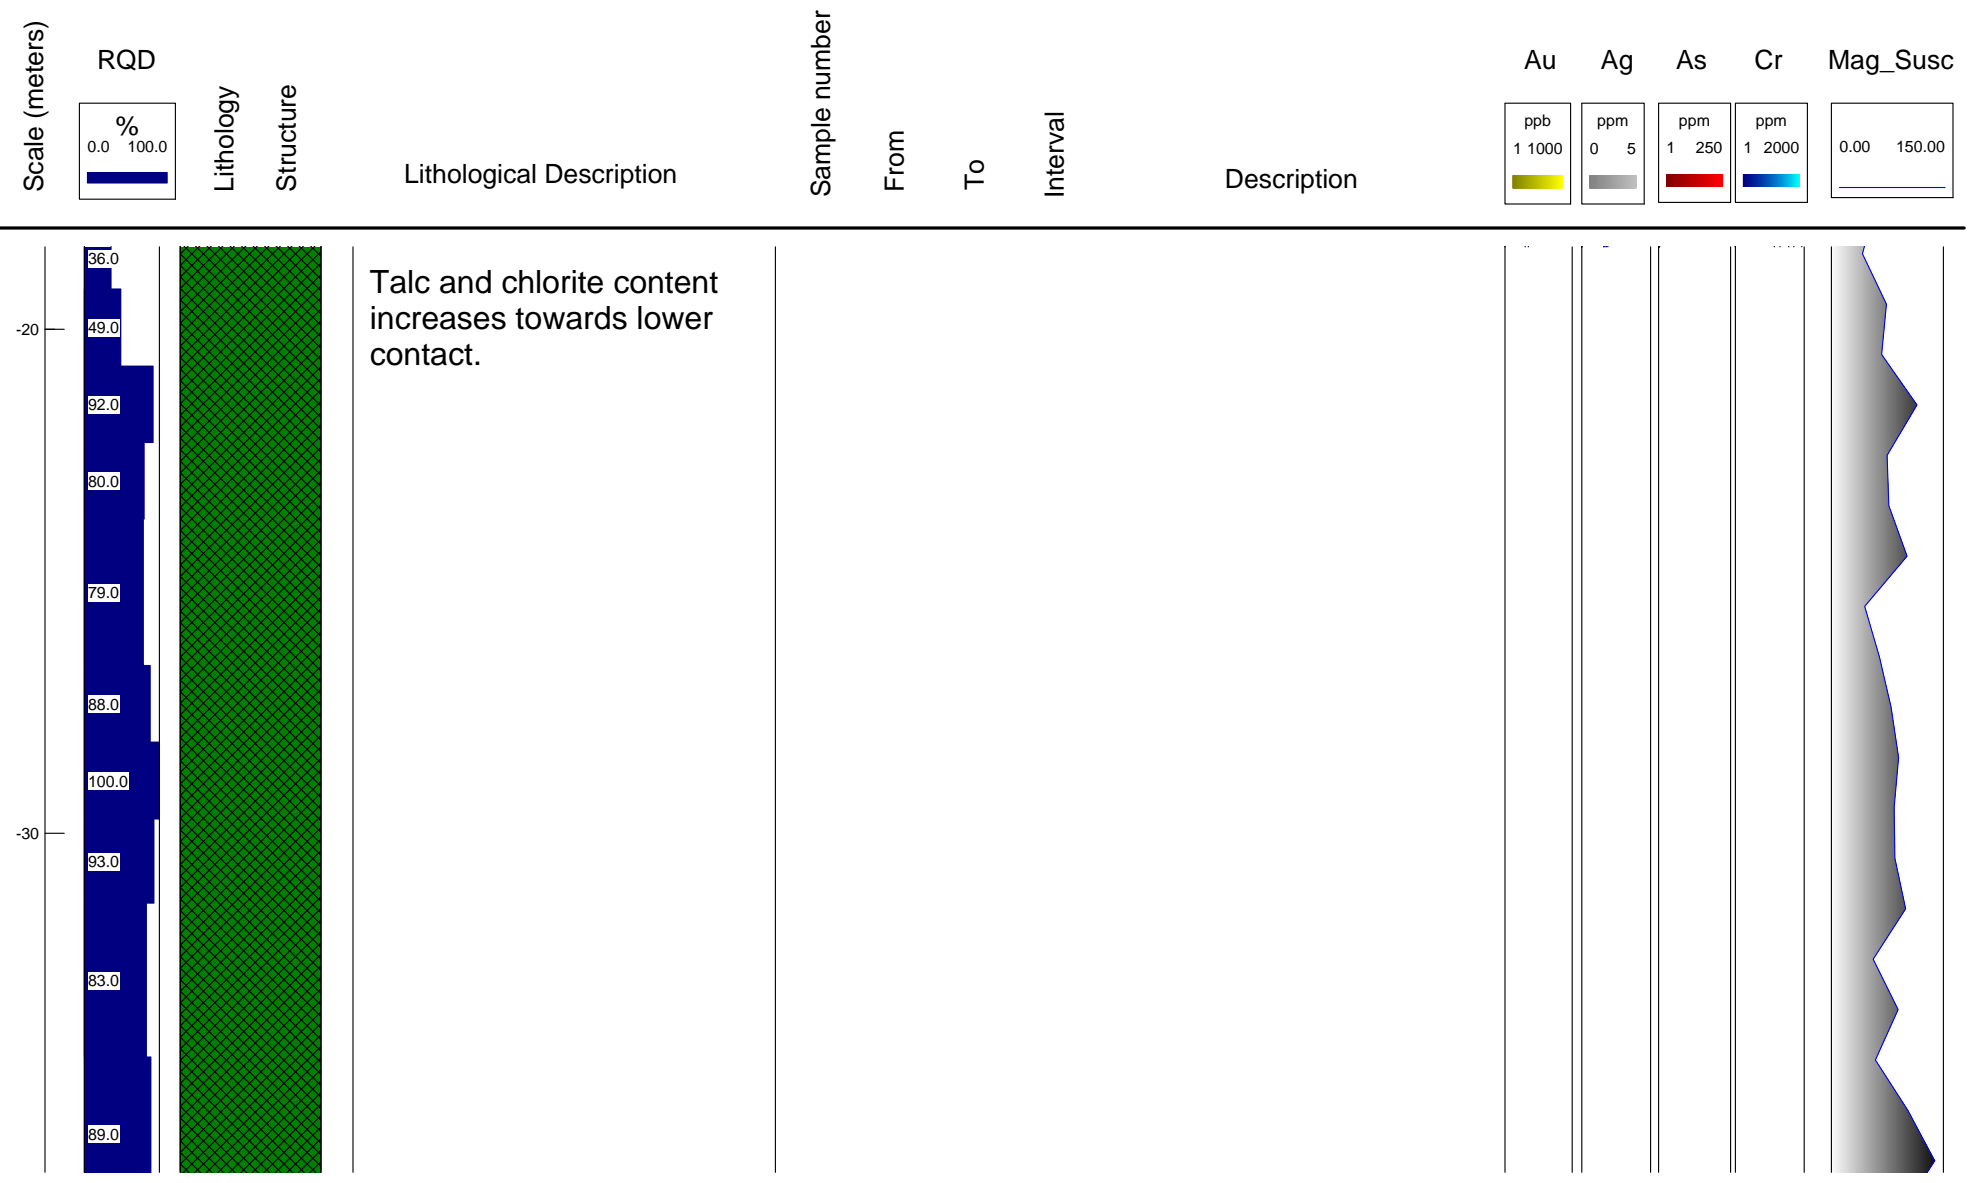 Scale (meters)
RQD
%
0.0 100.0
Lithology
Structure
Lithological Description
Sample number
From
To
Interval
Description
Au
ppb
1 1000
Ag
ppm
0 5
As
ppm
1 250
Cr
ppm
1 2000
Mag_Susc
0.00 150.00
36.0
Talc and chlorite content
increases towards lower
contact.
-20
49.0
92.0
80.0
79.0
88.0
100.0
-30
93.0
83.0
89.0